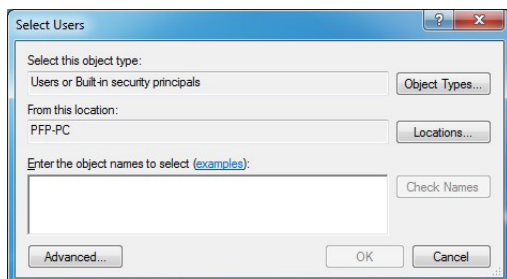 Select Users
Select this object type:
Users or Built-in security principals
Object Types...
From this location:
PFP-PC
Locations...
Enter the object names to select (examples):
Check Names
Advanced...
OK
Cancel